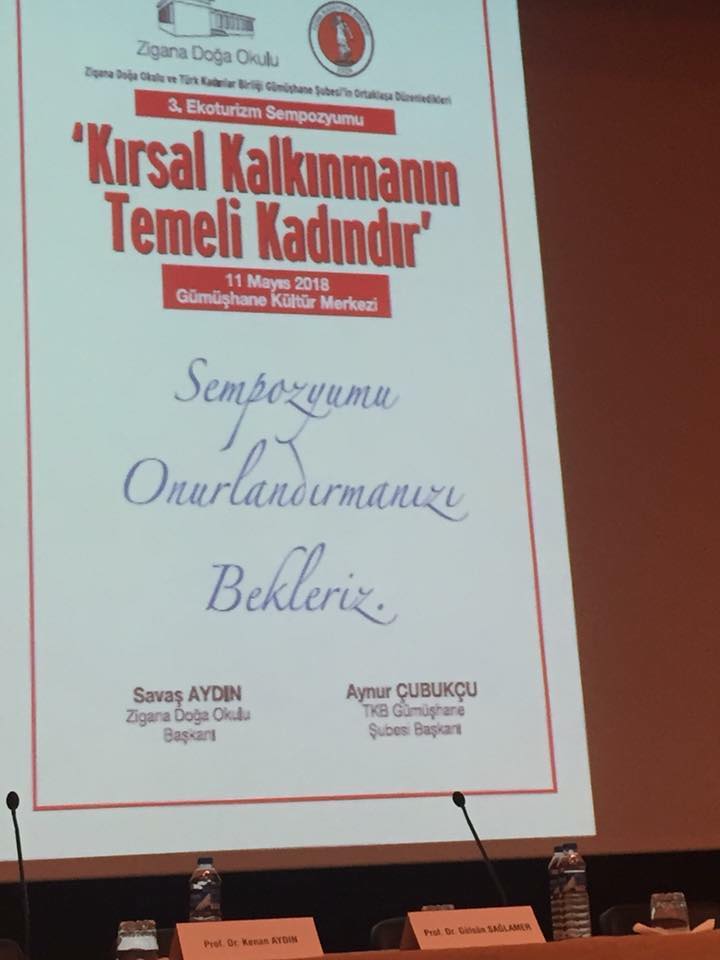 Zigana Doğa Okulu
Zigana Doğa Okulu ve Türk Kadınlar Birliği Gümüşhane Şubesi'in Ortaklaşa Düzenledikleri
3. Ekoturizm Sempozyumu
'Kırsal Kalkınmanın
Temeli Kadındır'
11 Mayıs 2018
Gümüşhane Kültür Merkezi
Sempozyumu
Onurlandırmanızı
Bekleriz.
Savaş AYDIN
Zigana Doğa Okulu
Başkanı
Aynur ÇUBUKÇU
TKB Gümüşhane
Şubesi Başkanı
Prof. Dr. Kenan AYDIN
Prof. Dr. Gülsün SAĞLAMER